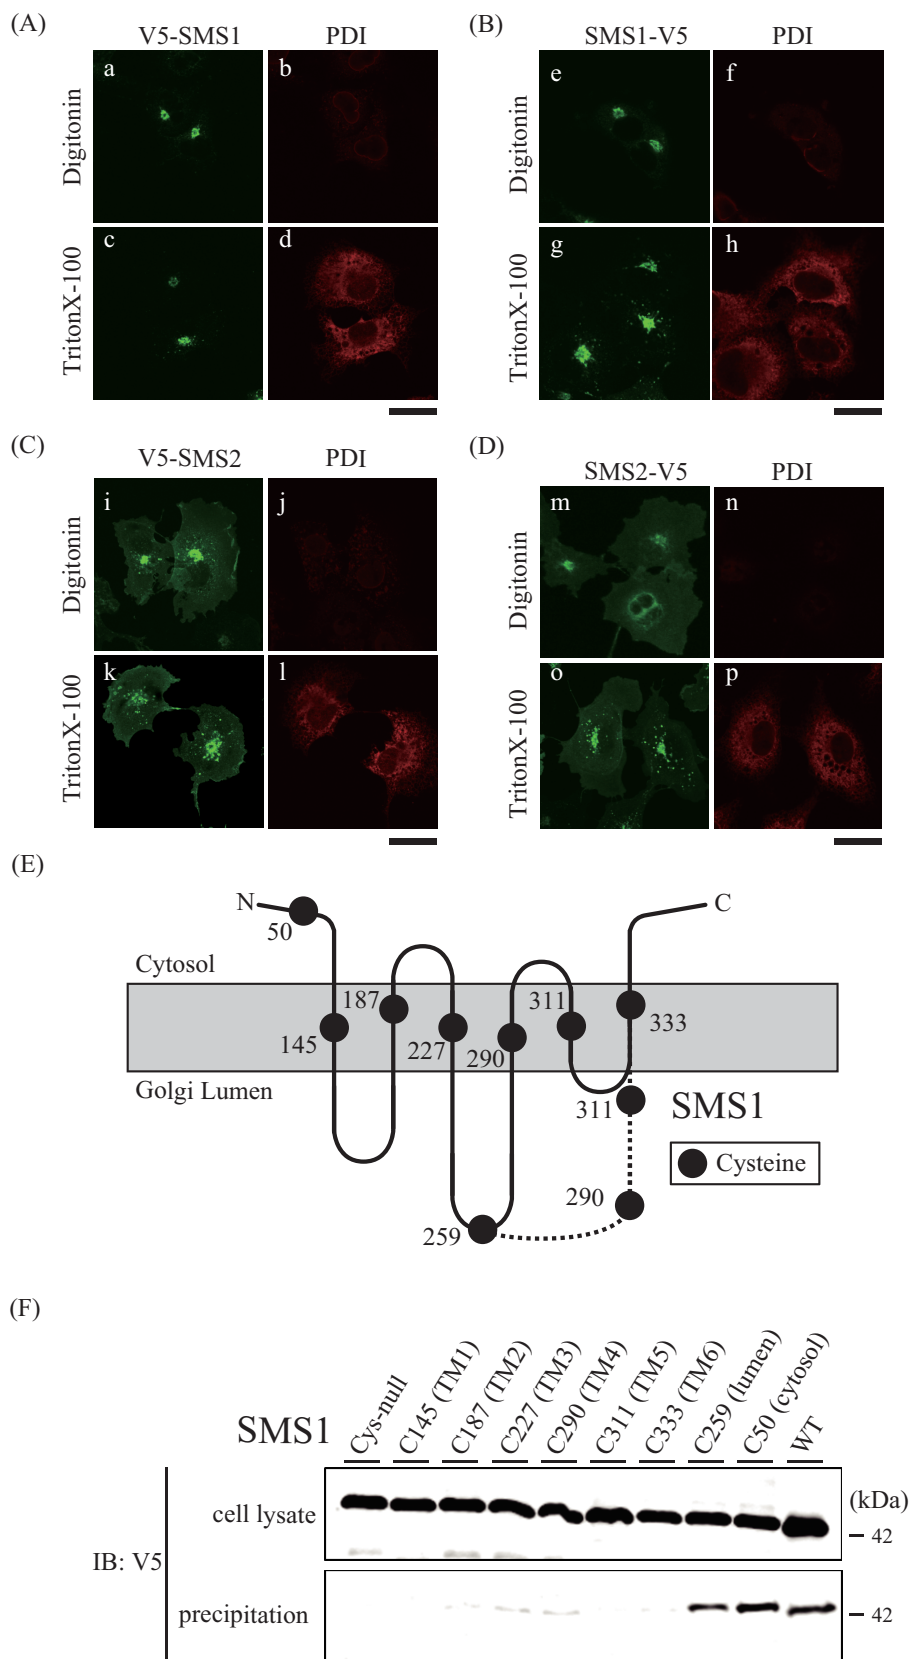 (A)
V5-SMS1
PDI
Digitonin
a
b
TritonX-100
c
d
(B)
SMS1-V5
PDI
Digitonin
e
f
TritonX-100
g
h
(C)
V5-SMS2
PDI
Digitonin
i
j
TritonX-100
k
l
(D)
SMS2-V5
PDI
Digitonin
m
n
TritonX-100
o
p
(E)
N
C
50
Cytosol
187
311
145
227
290
333
Golgi Lumen
311
SMS1
Cysteine
290
259
(F)
SMS1
Cys-null
C145 (TM1)
C187 (TM2)
C227 (TM3)
C290 (TM4)
C311 (TM5)
C333 (TM6)
C259 (lumen)
C50 (cytosol)
WT
(kDa)
IB: V5
cell lysate
42
precipitation
42